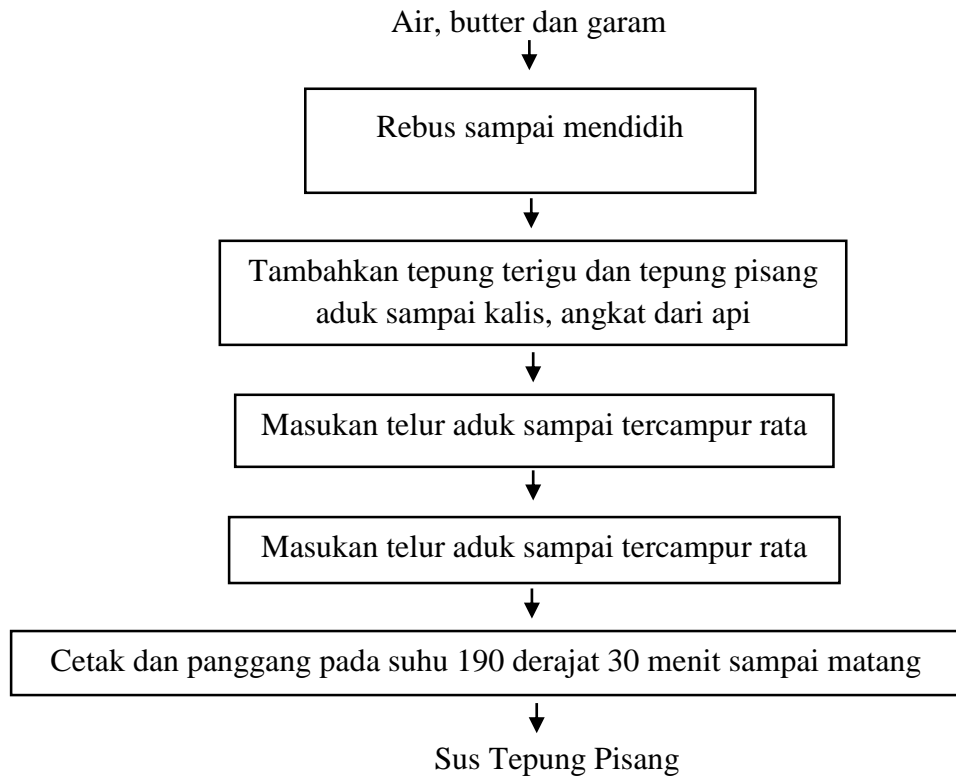 Air, butter dan garam
Rebus sampai mendidih
Tambahkan tepung terigu dan tepung pisang
aduk sampai kalis, angkat dari api
Masukan telur aduk sampai tercampur rata
Masukan telur aduk sampai tercampur rata
Cetak dan panggang pada suhu 190 derajat 30 menit sampai matang
Sus Tepung Pisang